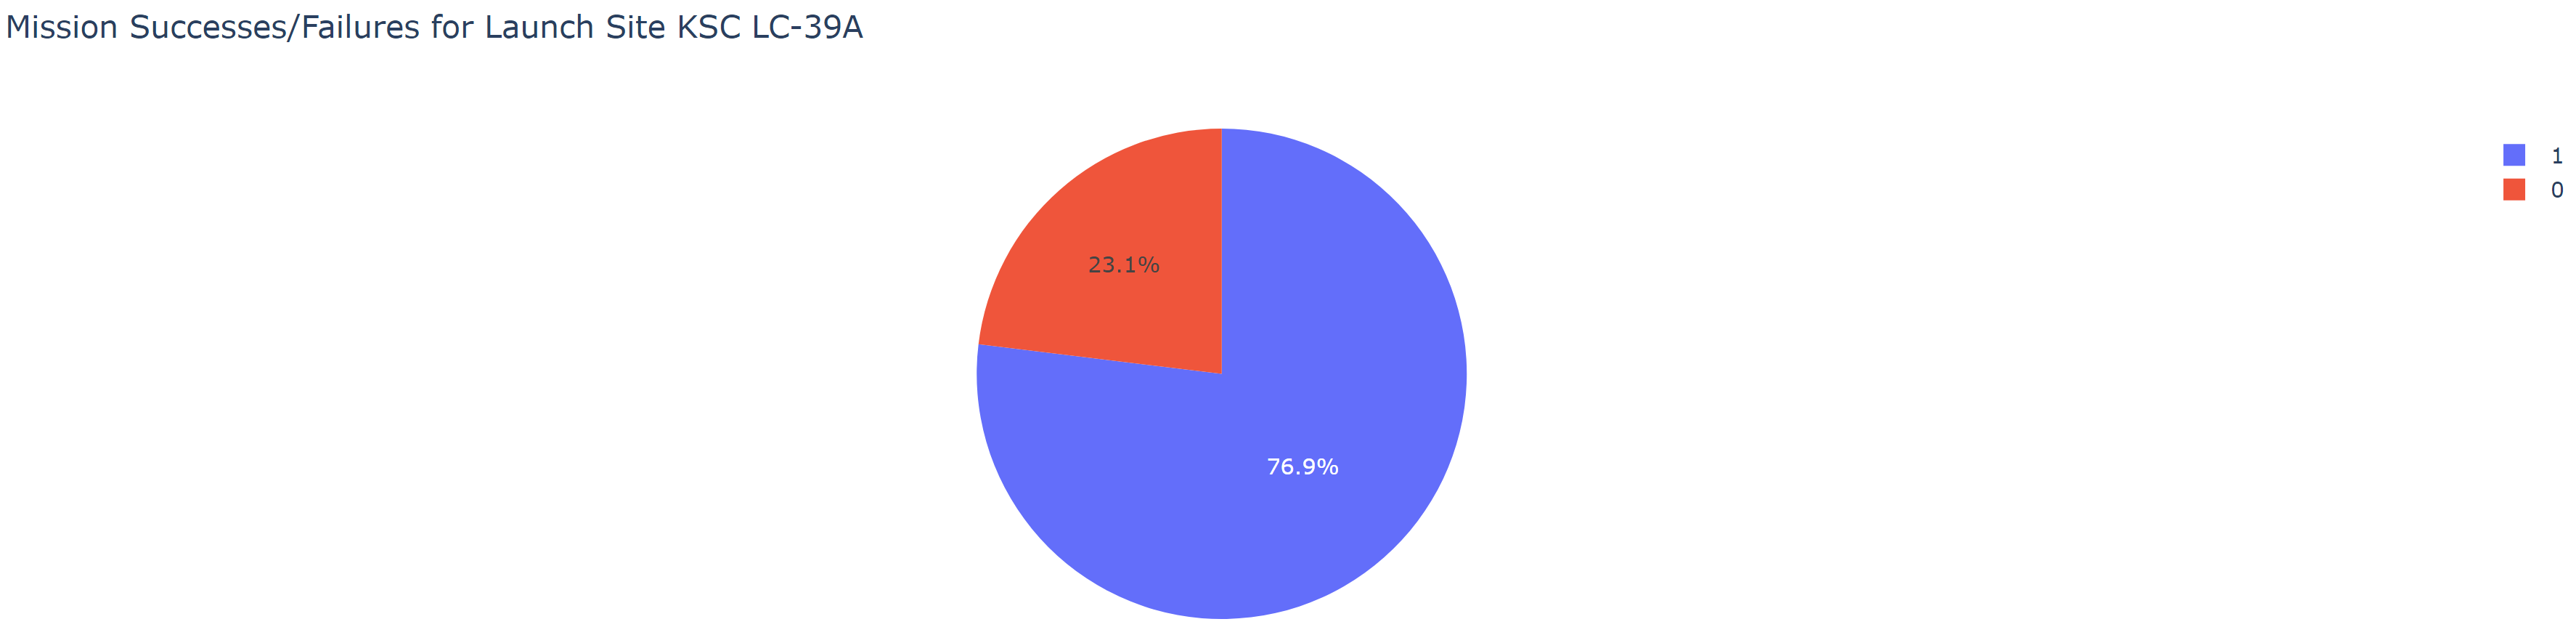 Mission Successes/Failures for Launch Site KSC LC-39A
1
0
23.1%
76.9%